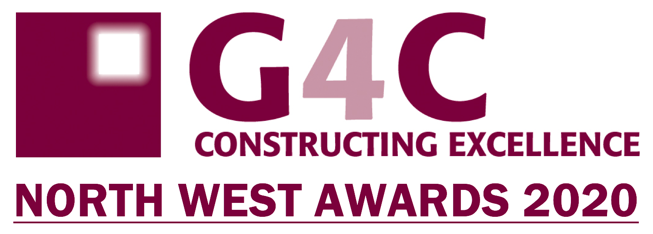 G4C
CONSTRUCTING EXCELLENCE
NORTH WEST AWARDS 2020